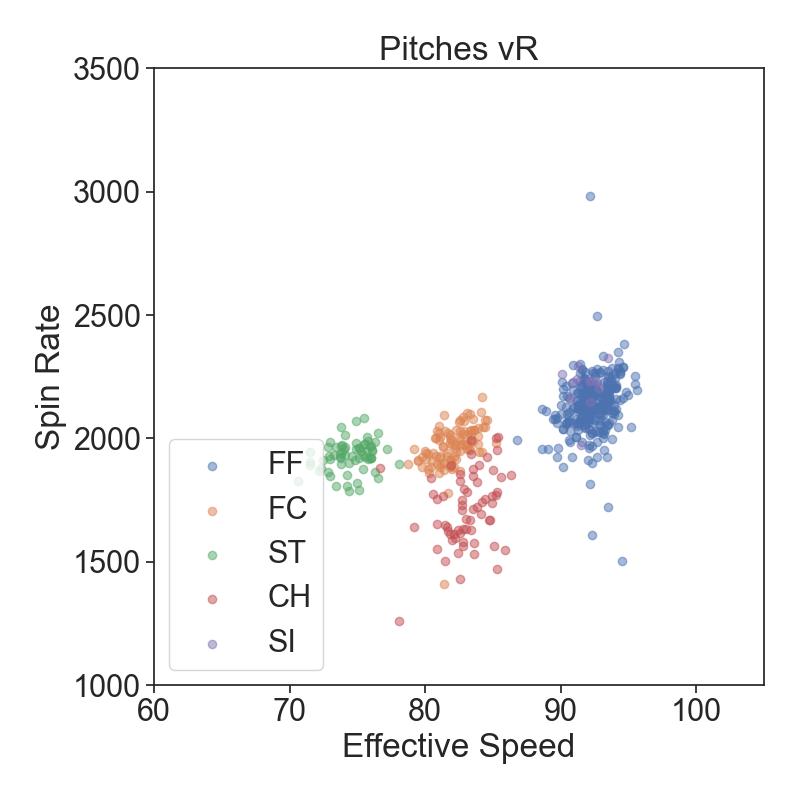 Pitches vR
3500
3000
2500
2000
1500
1000
Spin Rate
FF
FC
ST
CH
SI
60 70 80 90 100
Effective Speed